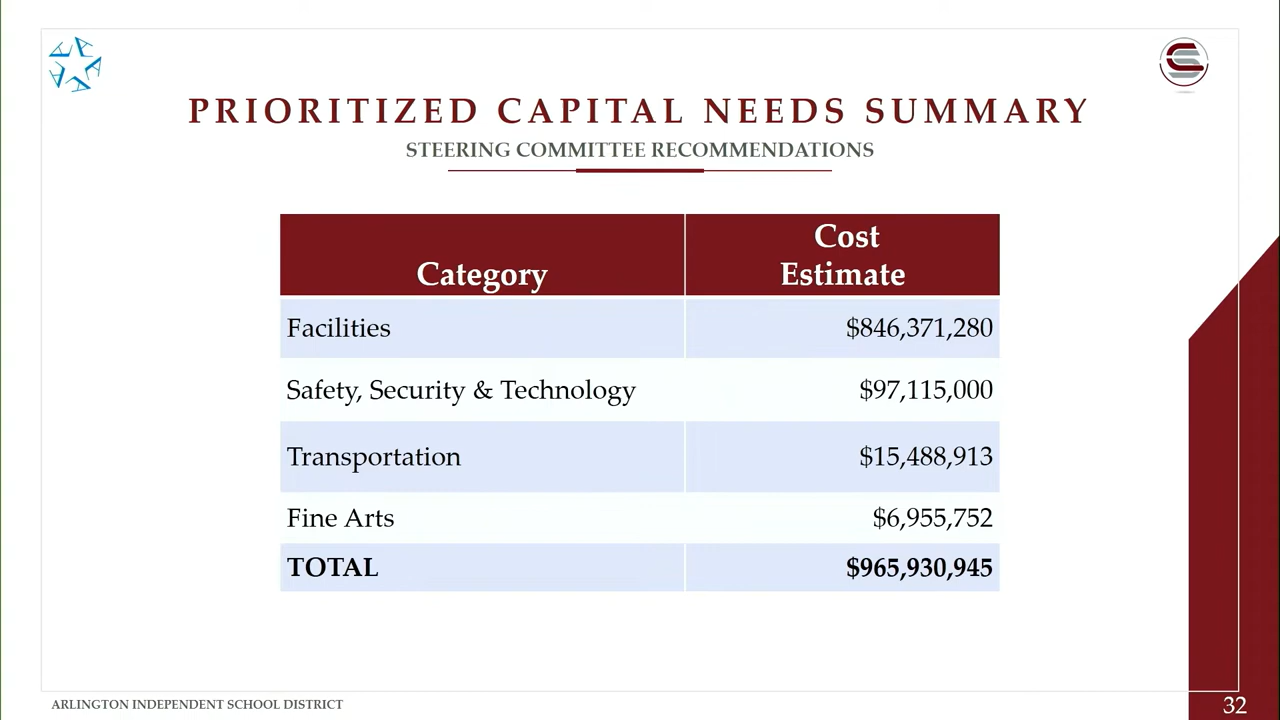 PRIORITIZED CAPITAL NEEDS SUMMARY
STEERING COMMITTEE RECOMMENDATIONS
Category
Cost
Estimate
Facilities $846,371,280
Safety, Security & Technology $97,115,000
Transportation $15,488,913
Fine Arts $6,955,752
TOTAL $965,930,945
ARLINGTON INDEPENDENT SCHOOL DISTRICT
32